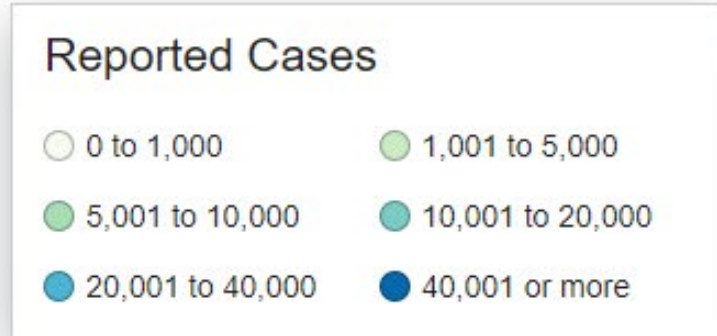 Reported Cases
0 to 1,000
1,001 to 5,000
5,001 to 10,000
10,001 to 20,000
20,001 to 40,000
40,001 or more